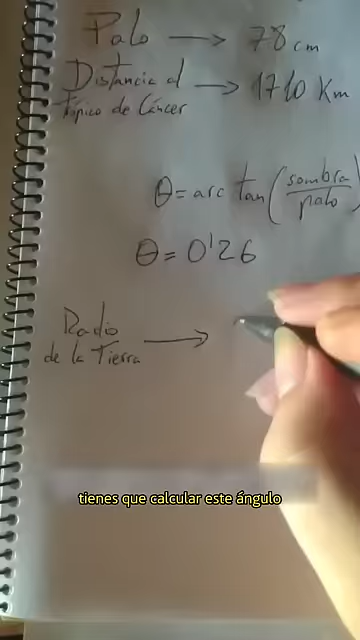 Palo → 78 cm
Distancia al → 1710 Km
Trópico de Cáncer
θ = arc tan (sombra/palo)
θ = 0'26
Radio →
de la Tierra
tienes que calcular este ángulo